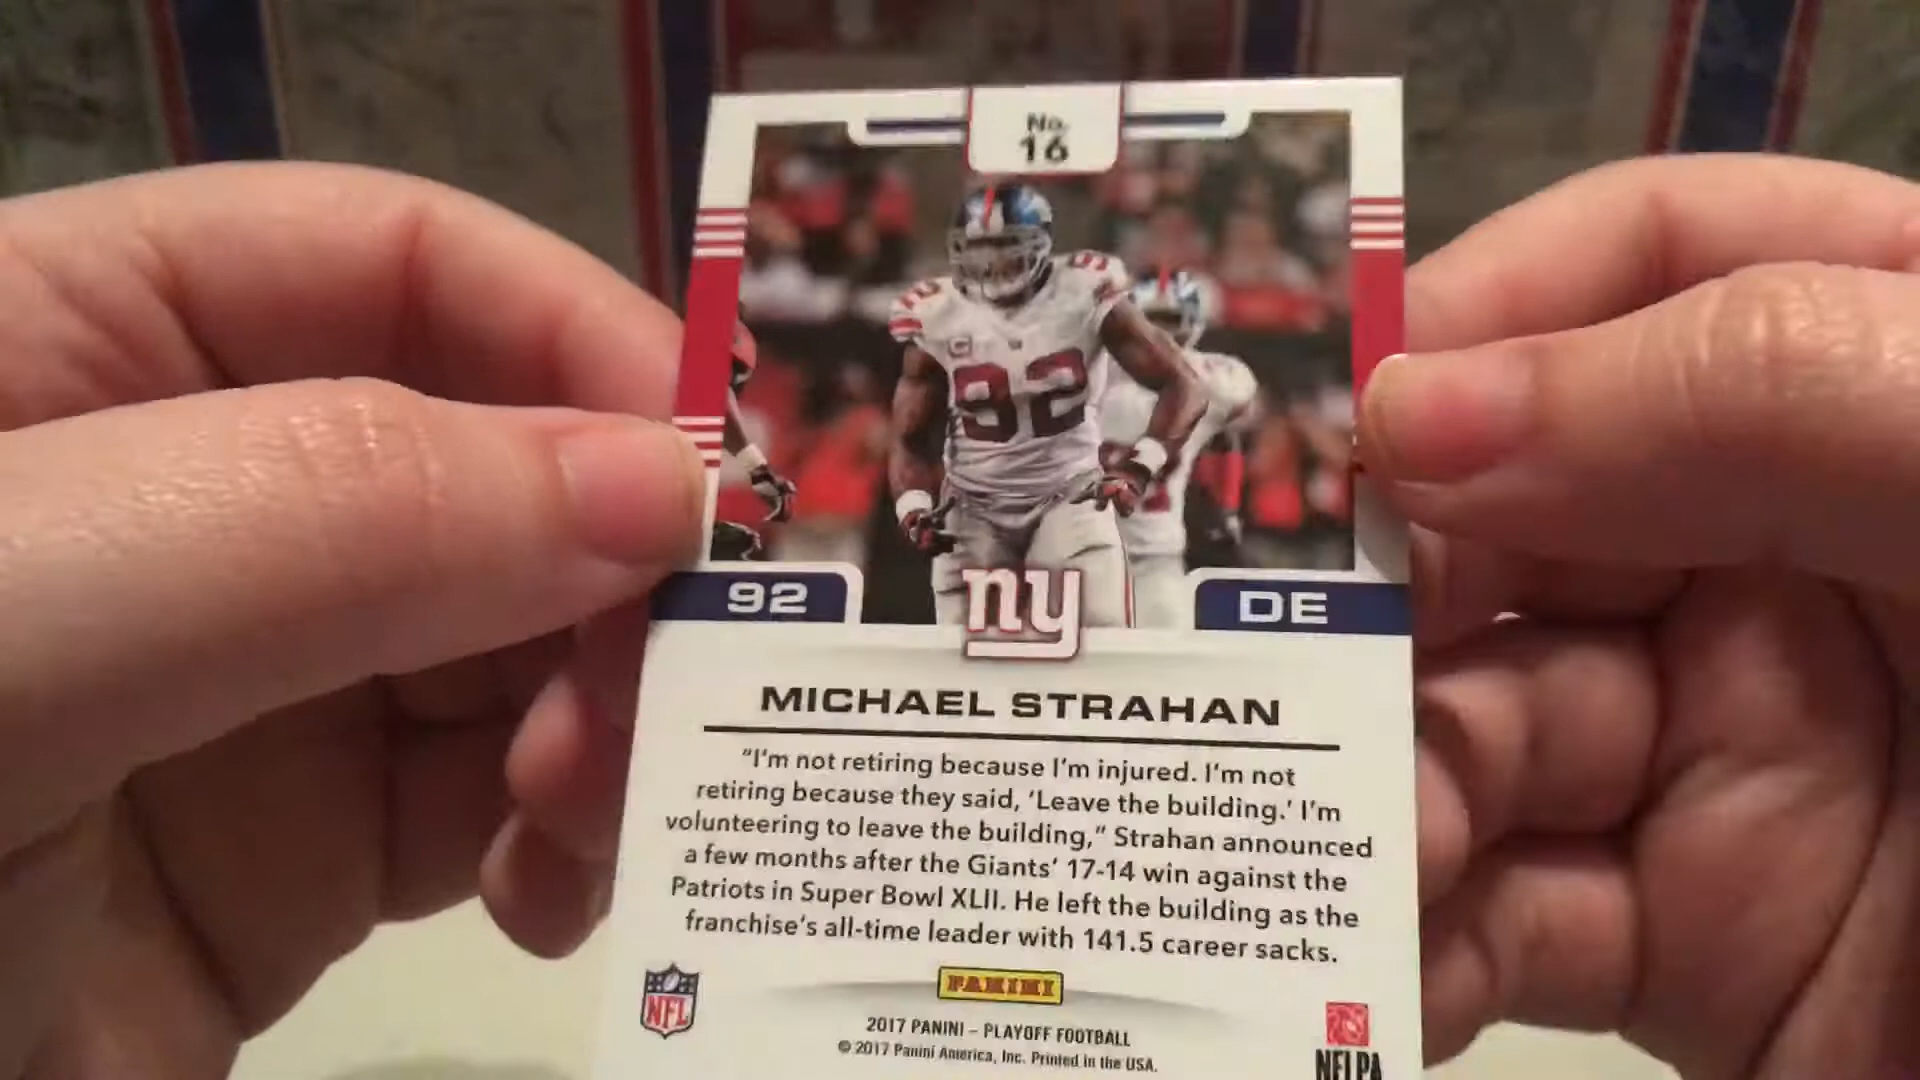 No.
16
92
92
92
ny
DE
MICHAEL STRAHAN
"I'm not retiring because I'm injured. I'm not
retiring because they said, 'Leave the building.' I'm
volunteering to leave the building," Strahan announced
a few months after the Giants' 17-14 win against the
Patriots in Super Bowl XLII. He left the building as the
franchise's all-time leader with 141.5 career sacks.
NFL
PANINI
2017 PANINI – PLAYOFF FOOTBALL
© 2017 Panini America, Inc. Printed in the USA.
NFLPA